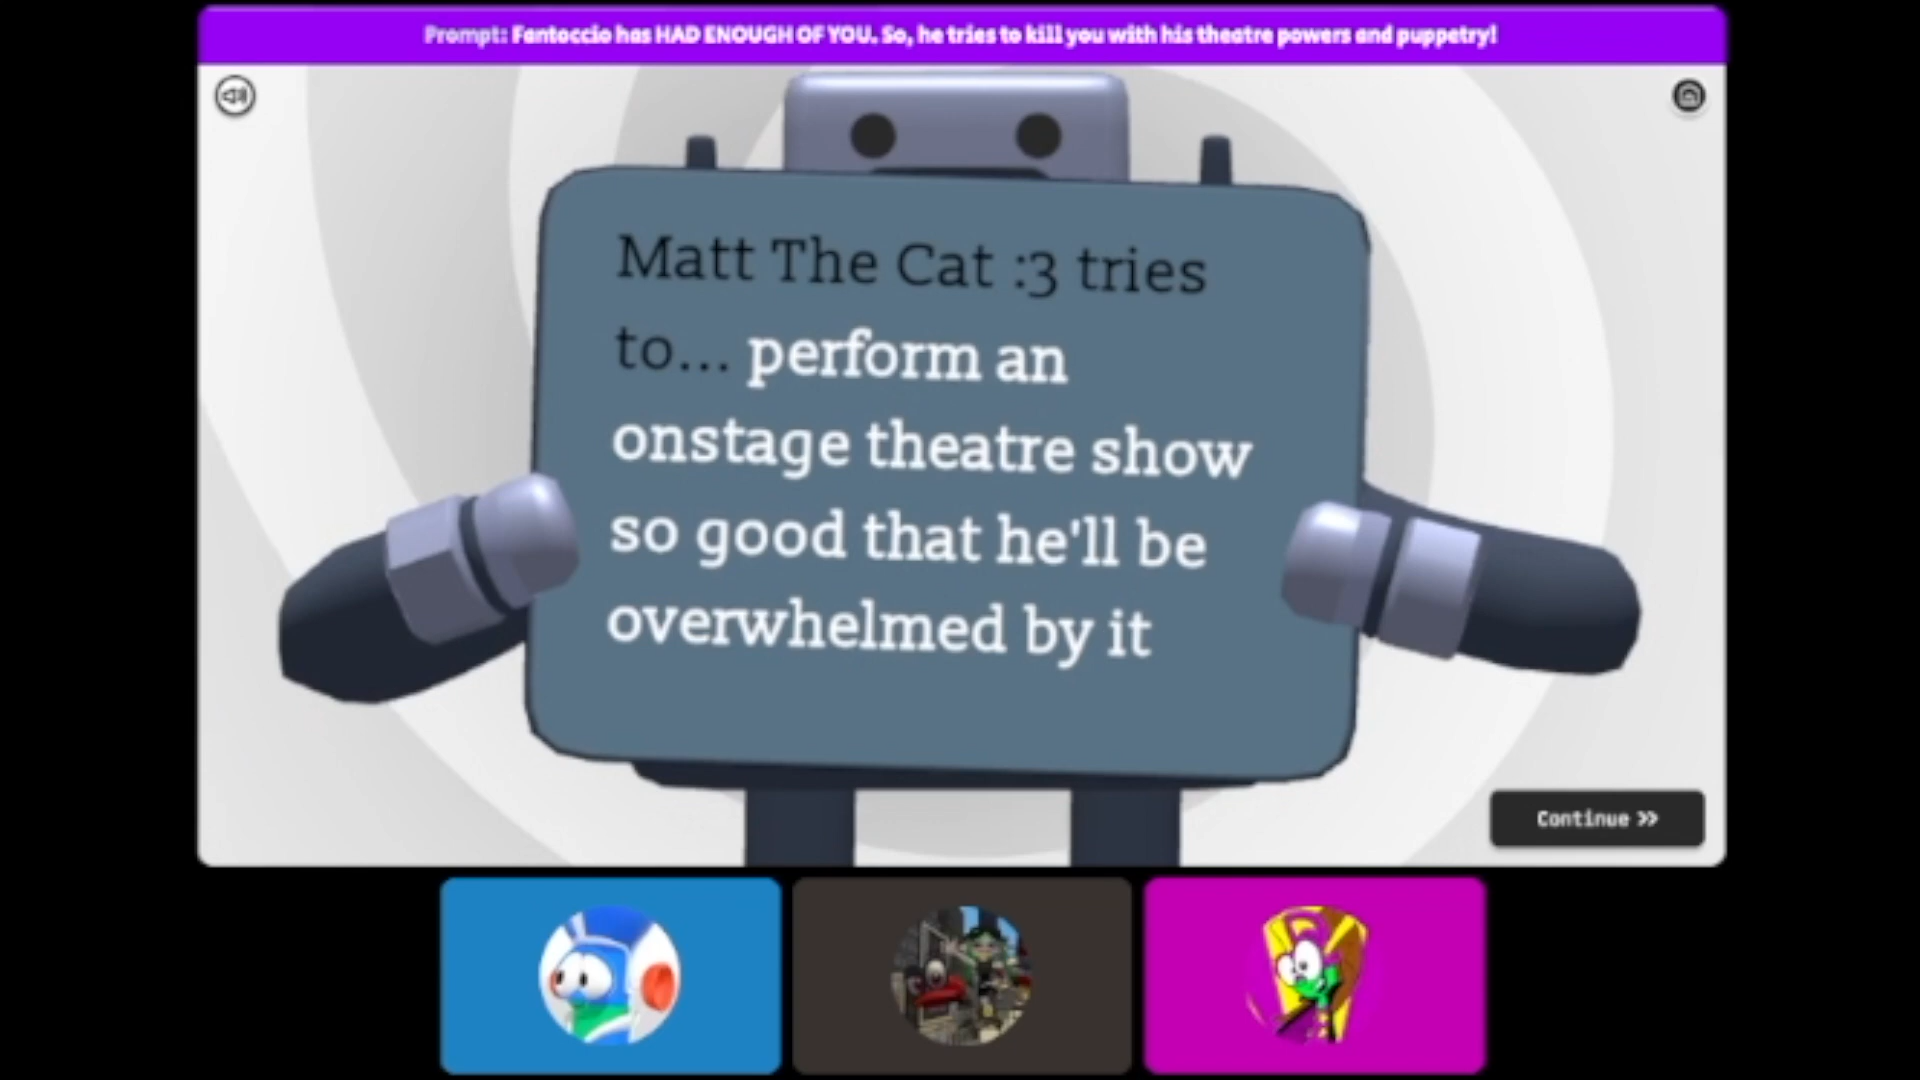 Prompt: Fantoccio has HAD ENOUGH OF YOU. So, he tries to kill you with his theatre powers and puppetry!
Matt The Cat :3 tries
to... perform an
onstage theatre show
so good that he'll be
overwhelmed by it
Continue »